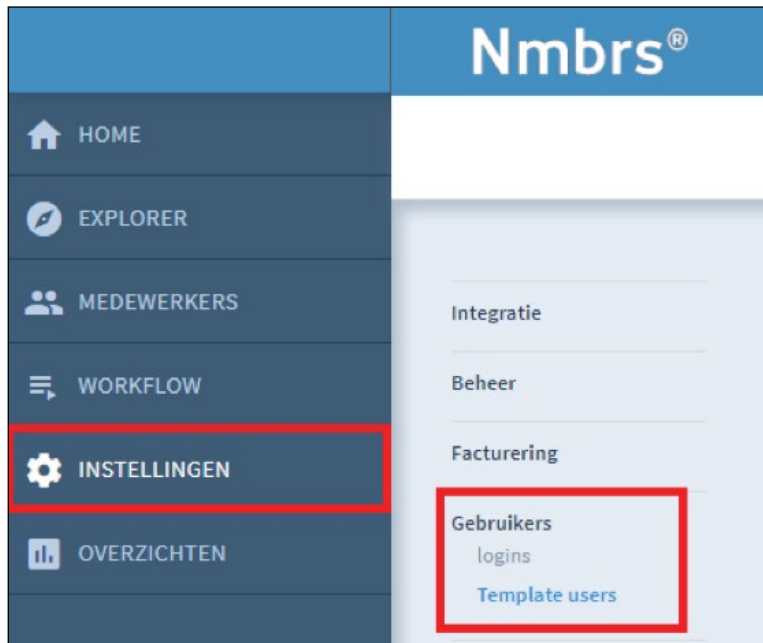 Nmbrs®
HOME
EXPLORER
MEDEWERKERS
WORKFLOW
INSTELLINGEN
OVERZICHTEN
Integratie
Beheer
Facturering
Gebruikers
logins
Template users